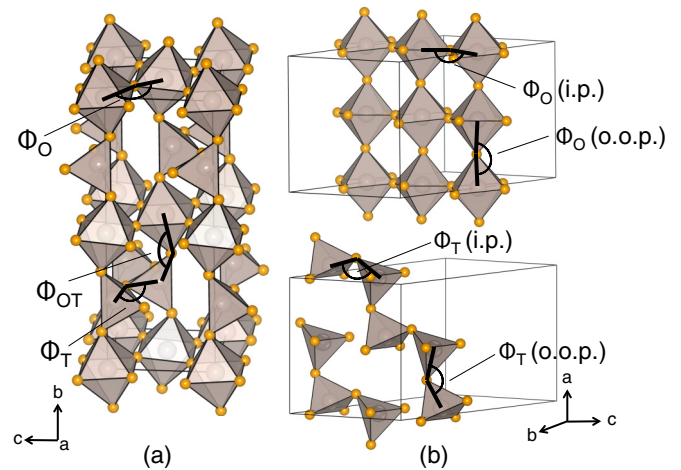 Φ_O
Φ_OT
Φ_T
b
c
a
(a)
Φ_O (i.p.)
Φ_O (o.o.p.)
Φ_T (i.p.)
Φ_T (o.o.p.)
a
b
c
(b)